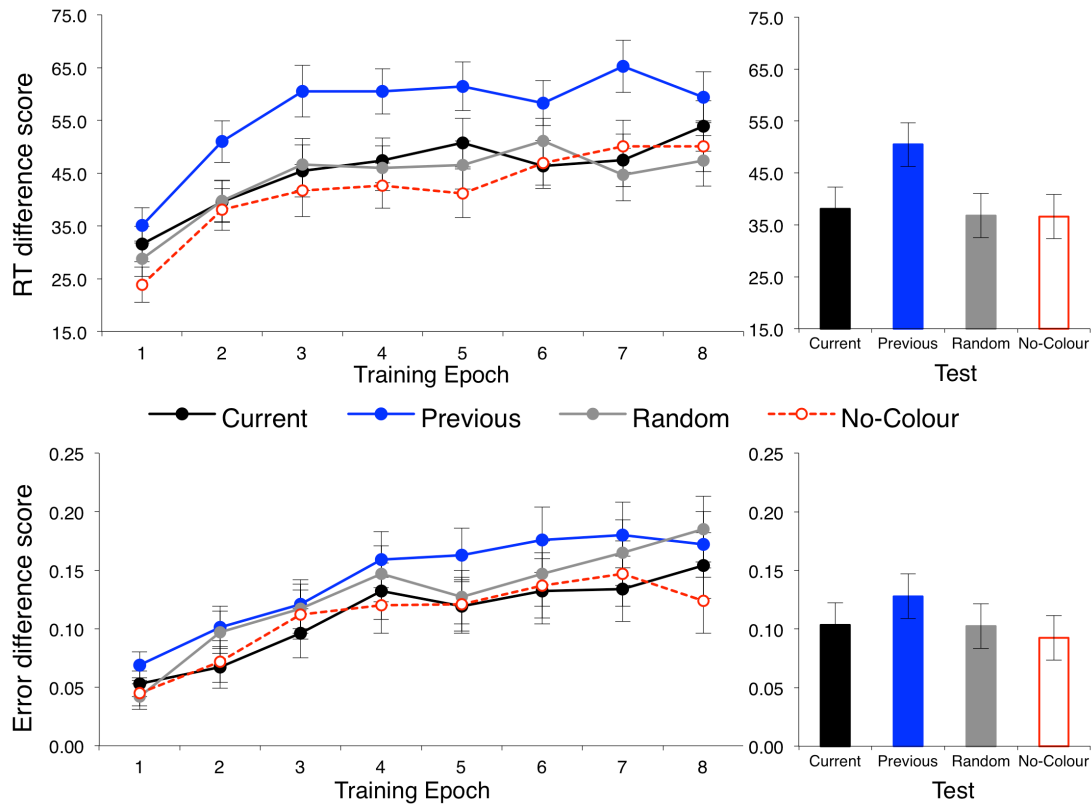 RT difference score
75.0
65.0
55.0
45.0
35.0
25.0
15.0
1 2 3 4 5 6 7 8
Training Epoch
75.0
65.0
55.0
45.0
35.0
25.0
15.0
Current Previous Random No-Colour
Test
Current Previous Random No-Colour
Error difference score
0.25
0.20
0.15
0.10
0.05
0.00
1 2 3 4 5 6 7 8
Training Epoch
0.25
0.20
0.15
0.10
0.05
0.00
Current Previous Random No-Colour
Test